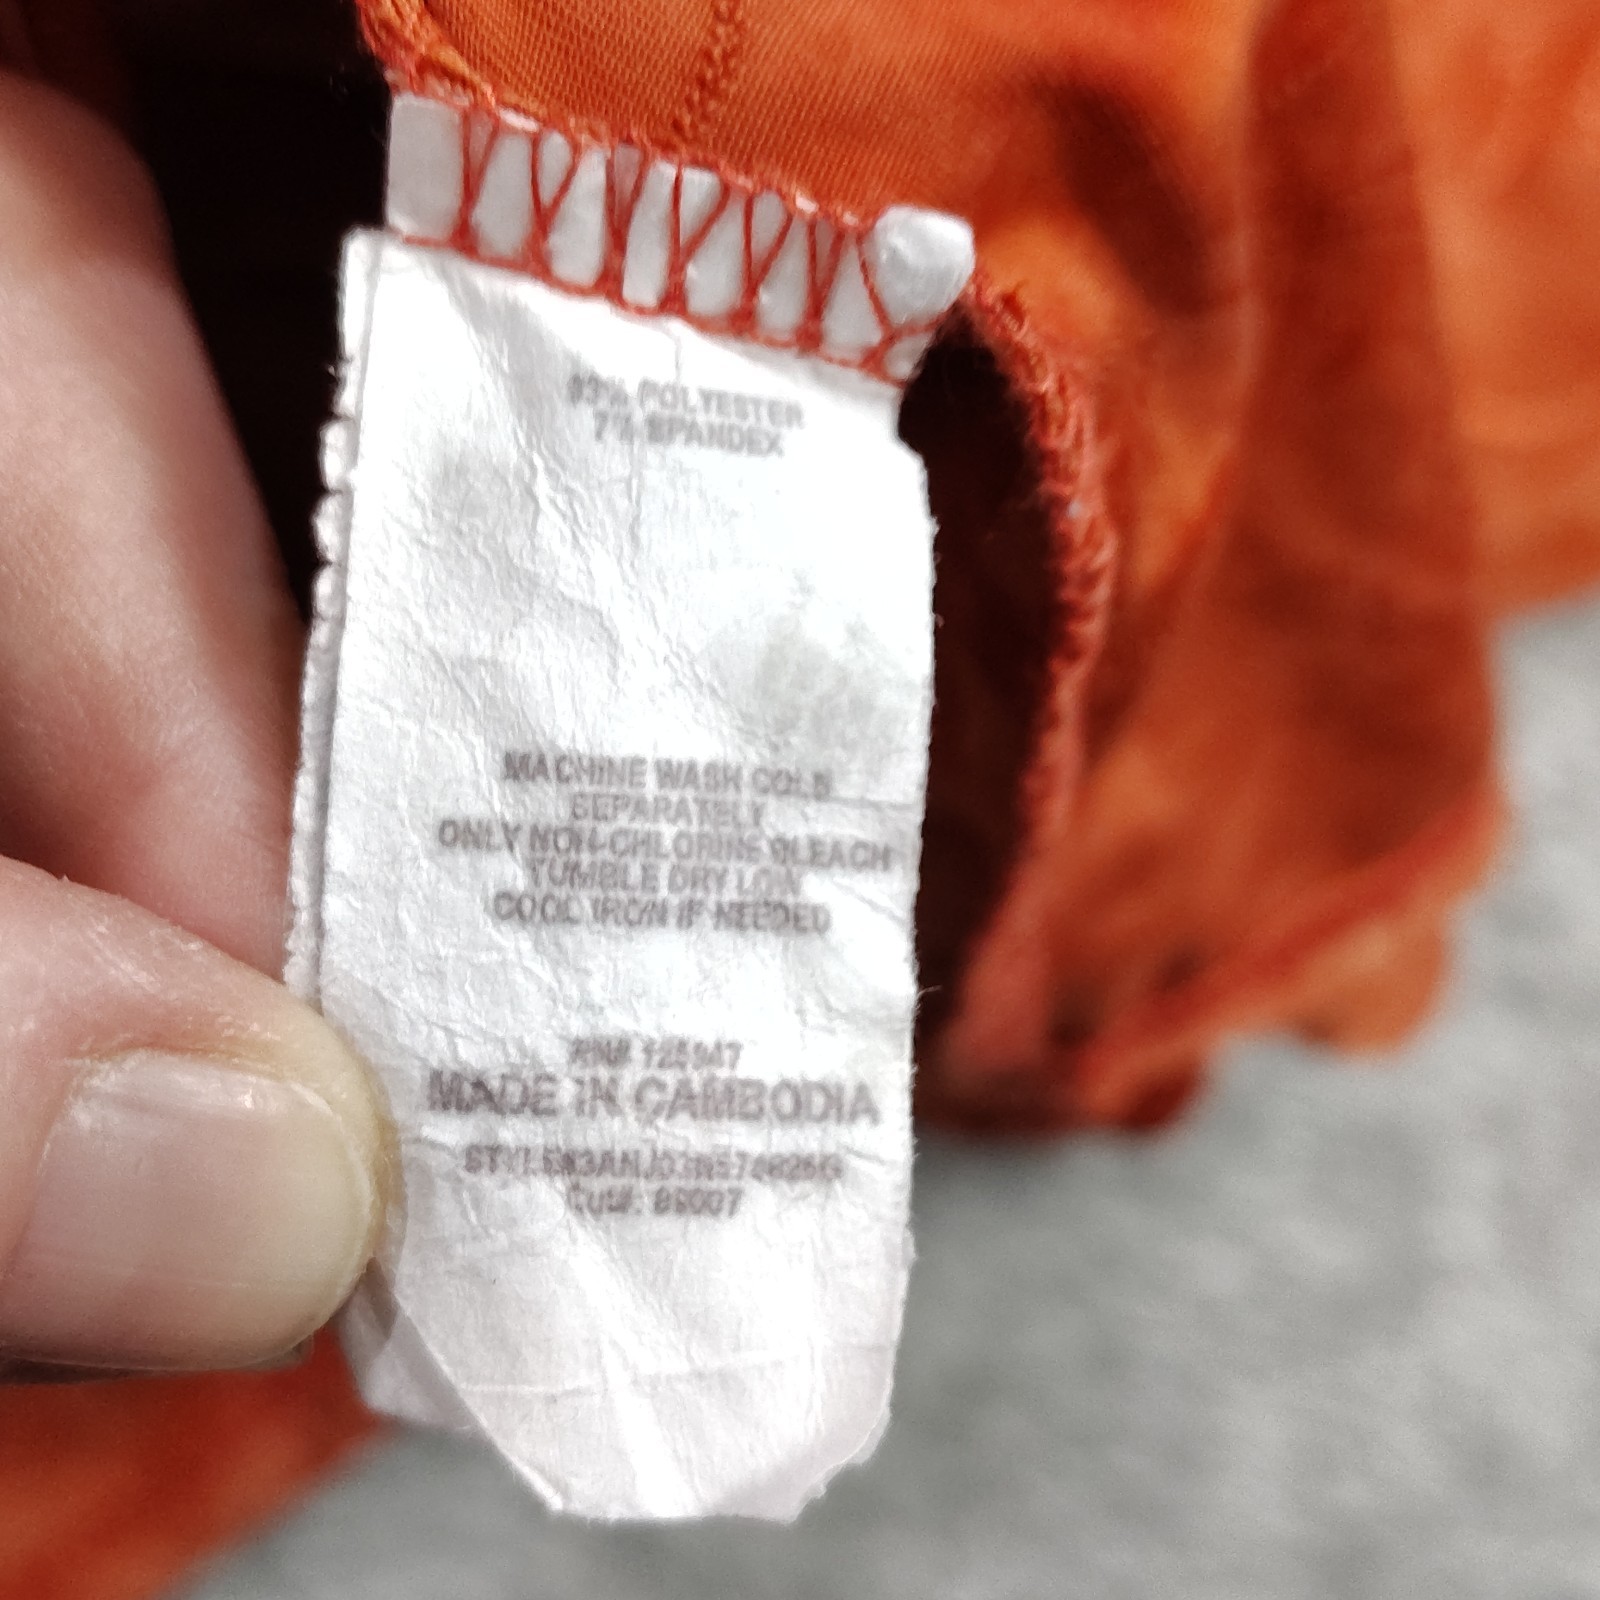 93% POLYESTER
7% SPANDEX
MACHINE WASH COLD
SEPARATELY
ONLY NON-CHLORINE BLEACH
TUMBLE DRY LOW
COOL IRON IF NEEDED
RN#
MADE IN CAMBODIA
Cut#: